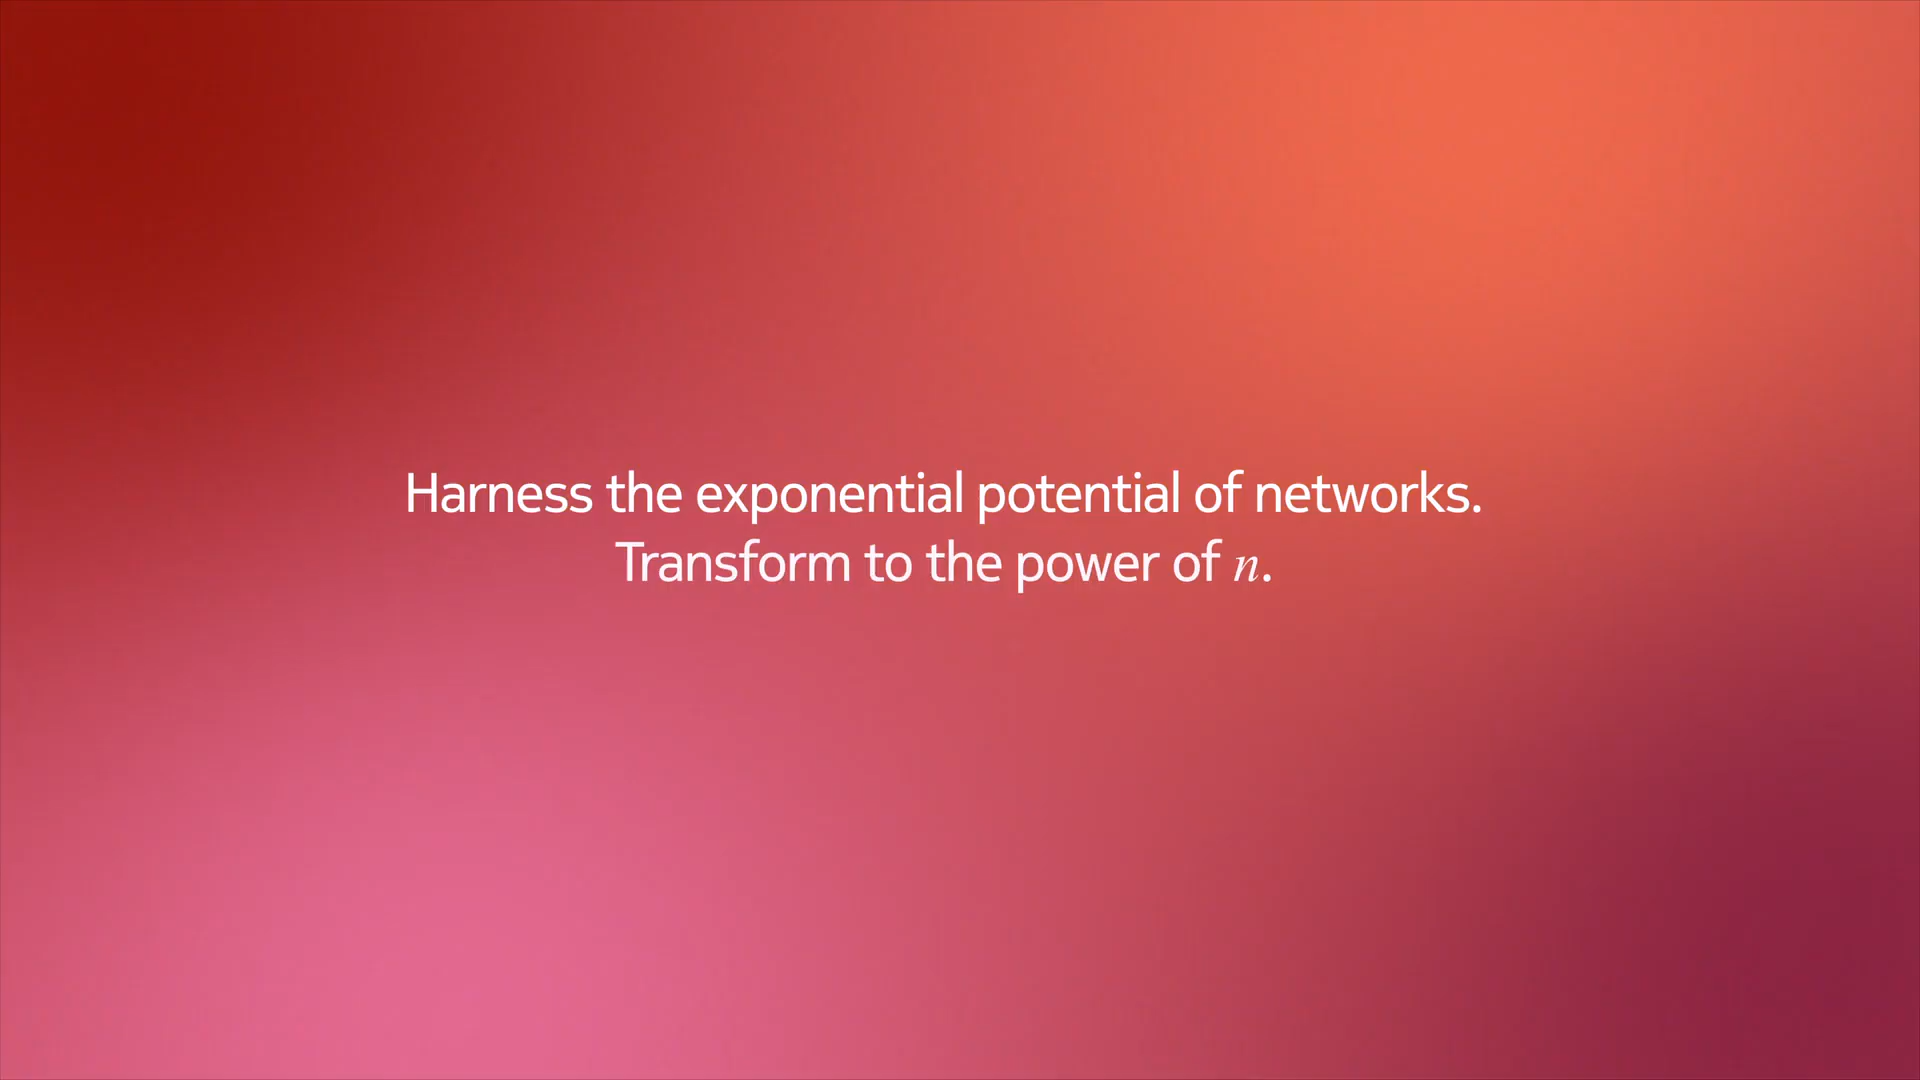 Harness the exponential potential of networks.
Transform to the power of n.